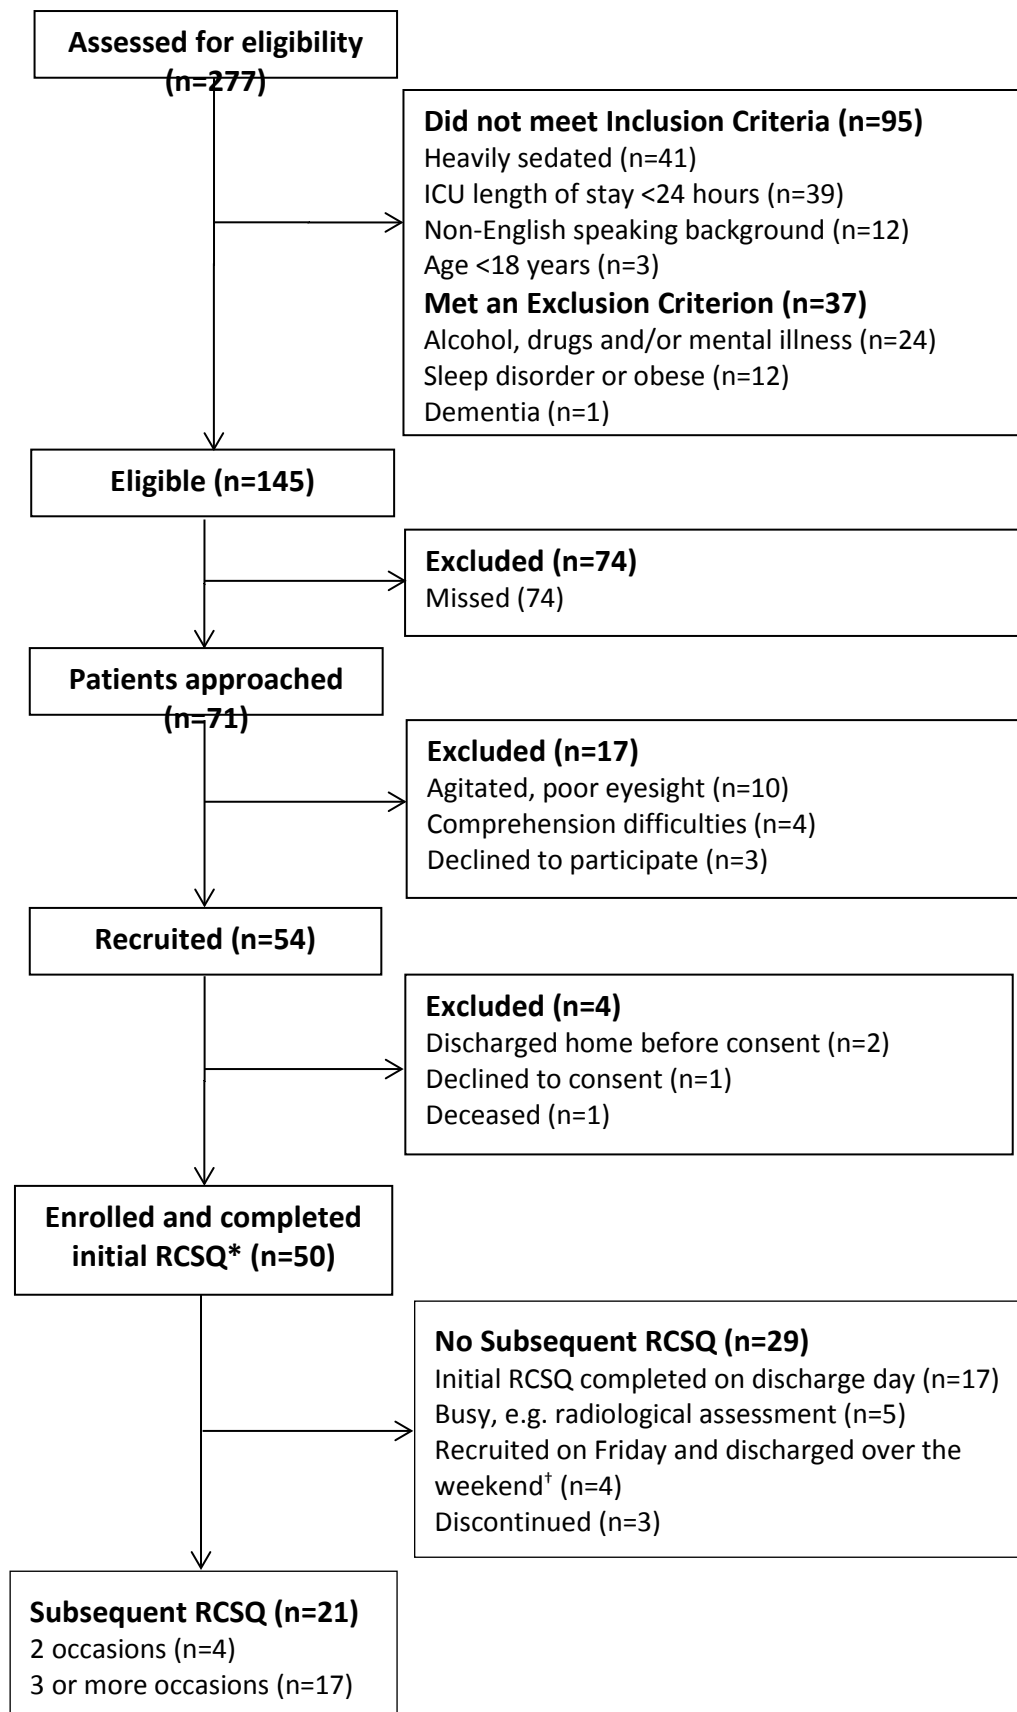 Assessed for eligibility
(n=277)
Did not meet Inclusion Criteria (n=95)
Heavily sedated (n=41)
ICU length of stay <24 hours (n=39)
Non-English speaking background (n=12)
Age <18 years (n=3)
Met an Exclusion Criterion (n=37)
Alcohol, drugs and/or mental illness (n=24)
Sleep disorder or obese (n=12)
Dementia (n=1)
Eligible (n=145)
Excluded (n=74)
Missed (74)
Patients approached
(n=71)
Excluded (n=17)
Agitated, poor eyesight (n=10)
Comprehension difficulties (n=4)
Declined to participate (n=3)
Recruited (n=54)
Excluded (n=4)
Discharged home before consent (n=2)
Declined to consent (n=1)
Deceased (n=1)
Enrolled and completed
initial RCSQ* (n=50)
No Subsequent RCSQ (n=29)
Initial RCSQ completed on discharge day (n=17)
Busy, e.g. radiological assessment (n=5)
Recruited on Friday and discharged over the
weekend† (n=4)
Discontinued (n=3)
Subsequent RCSQ (n=21)
2 occasions (n=4)
3 or more occasions (n=17)